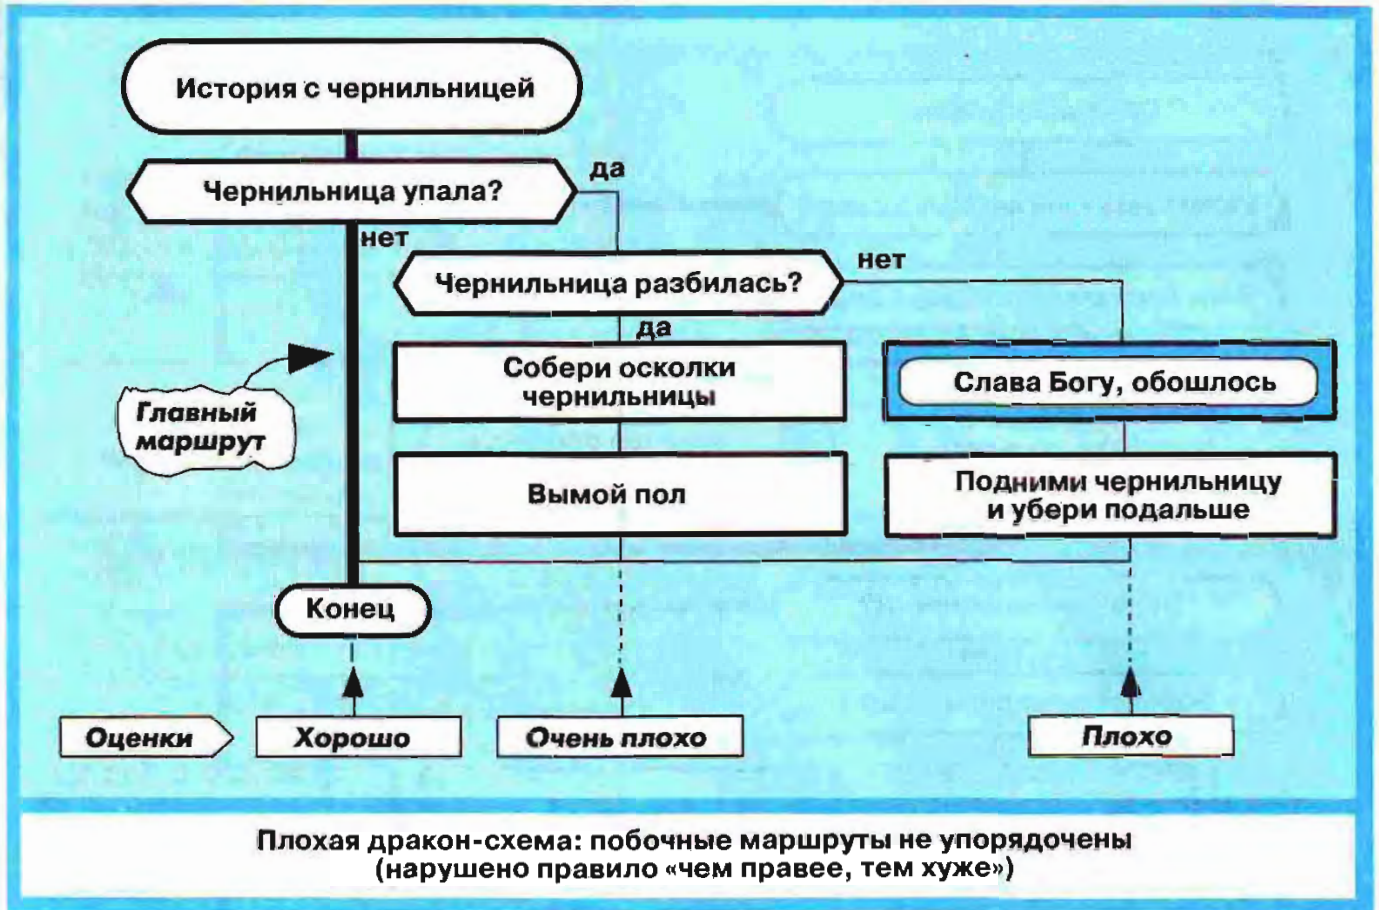 История с чернильницей
Чернильница упала?
да
нет
Чернильница разбилась?
нет
да
Собери осколки
чернильницы
Слава Богу, обошлось
Главный
маршрут
Вымой пол
Подними чернильницу
и убери подальше
Конец
Оценки
Хорошо
Очень плохо
Плохо
Плохая дракон-схема: побочные маршруты не упорядочены
(нарушено правило «чем правее, тем хуже»)